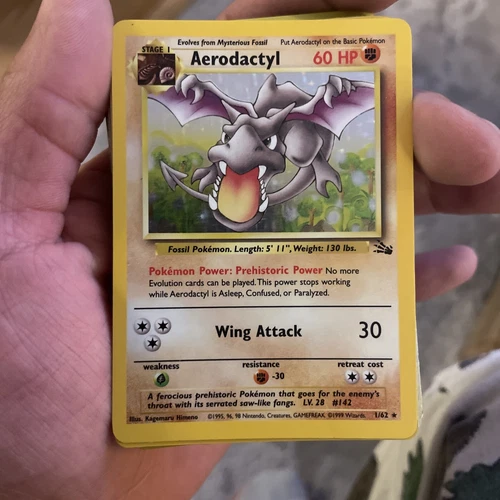 Evolves from Mysterious Fossil Put Aerodactyl on the Basic Pokémon
STAGE 1
Aerodactyl 60 HP
Fossil Pokémon. Length: 5' 11", Weight: 130 lbs.
Pokémon Power: Prehistoric Power No more
Evolution cards can be played. This power stops working
while Aerodactyl is Asleep, Confused, or Paralyzed.
Wing Attack 30
weakness resistance retreat cost
-30
A ferocious prehistoric Pokémon that goes for the enemy's
throat with its serrated saw-like fangs. LV. 28 #142
Illus. Kagemaru Himeno ©1995, 96, 98 Nintendo, Creatures, GAMEFREAK. ©1999 Wizards. 1/62 ★